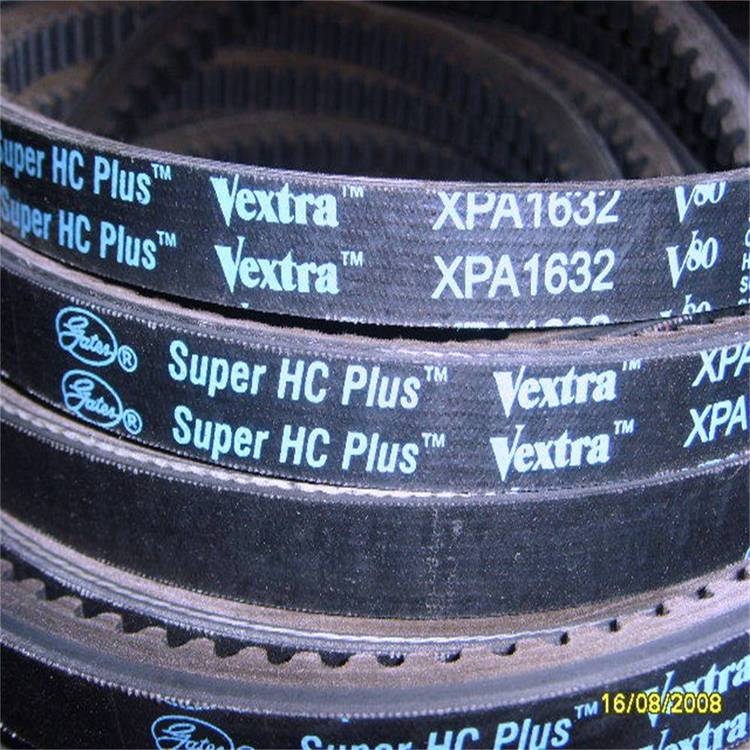 Super HC Plus™ Vextra™ XPA1632 V80
Super HC Plus™ Vextra™ XPA1632 V80
Gates® Super HC Plus™ Vextra™ XPA
Gates® Super HC Plus™ Vextra™ XPA
Gates HC Plus™ Vextra
16/08/2008